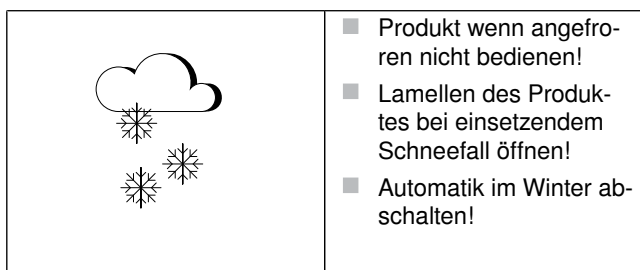 Produkt wenn angefro-
ren nicht bedienen!
Lamellen des Produk-
tes bei einsetzendem
Schneefall öffnen!
Automatik im Winter ab-
schalten!